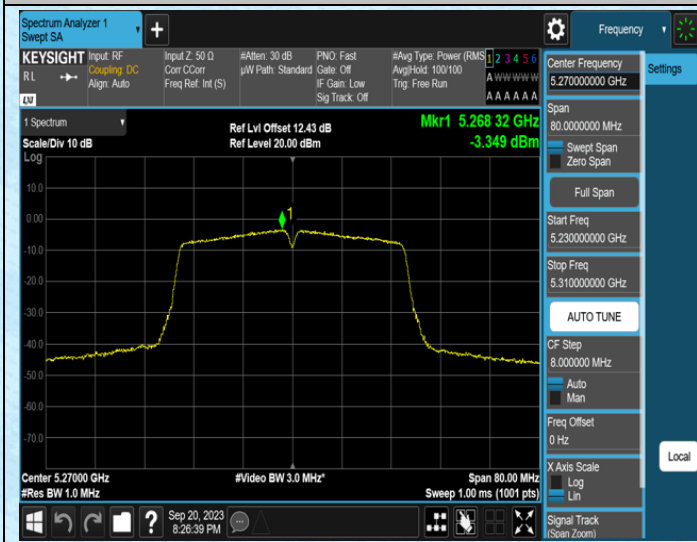 Spectrum Analyzer 1
Swept SA
Frequency
KEYSIGHT Input: RF
Coupling: DC
Align: Auto
RL
Input Z: 50 Ω
Corr CCorr
Freq Ref: Int (S)
#Atten: 30 dB
µW Path: Standard
PNO: Fast
Gate: Off
IF Gain: Low
Sig Track: Off
#Avg Type: Power (RMS
Avg|Hold: 100/100
Trig: Free Run
1 2 3 4 5 6
A W W W W W
A A A A A A
1 Spectrum
Scale/Div 10 dB
Log
Ref Lvl Offset 12.43 dB
Ref Level 20.00 dBm
Mkr1 5.268 32 GHz
-3.349 dBm
1
10.0
0.00
-10.0
-20.0
-30.0
-40.0
-50.0
-60.0
-70.0
Center 5.27000 GHz
#Res BW 1.0 MHz
#Video BW 3.0 MHz*
Span 80.00 MHz
Sweep 1.00 ms (1001 pts)
Sep 20, 2023
8:26:39 PM
Center Frequency
5.270000000 GHz
Settings
Span
80.0000000 MHz
Swept Span
Zero Span
Full Span
Start Freq
5.230000000 GHz
Stop Freq
5.310000000 GHz
AUTO TUNE
CF Step
8.000000 MHz
Auto
Man
Freq Offset
0 Hz
X Axis Scale
Log
Lin
Local
Signal Track
(Span Zoom)